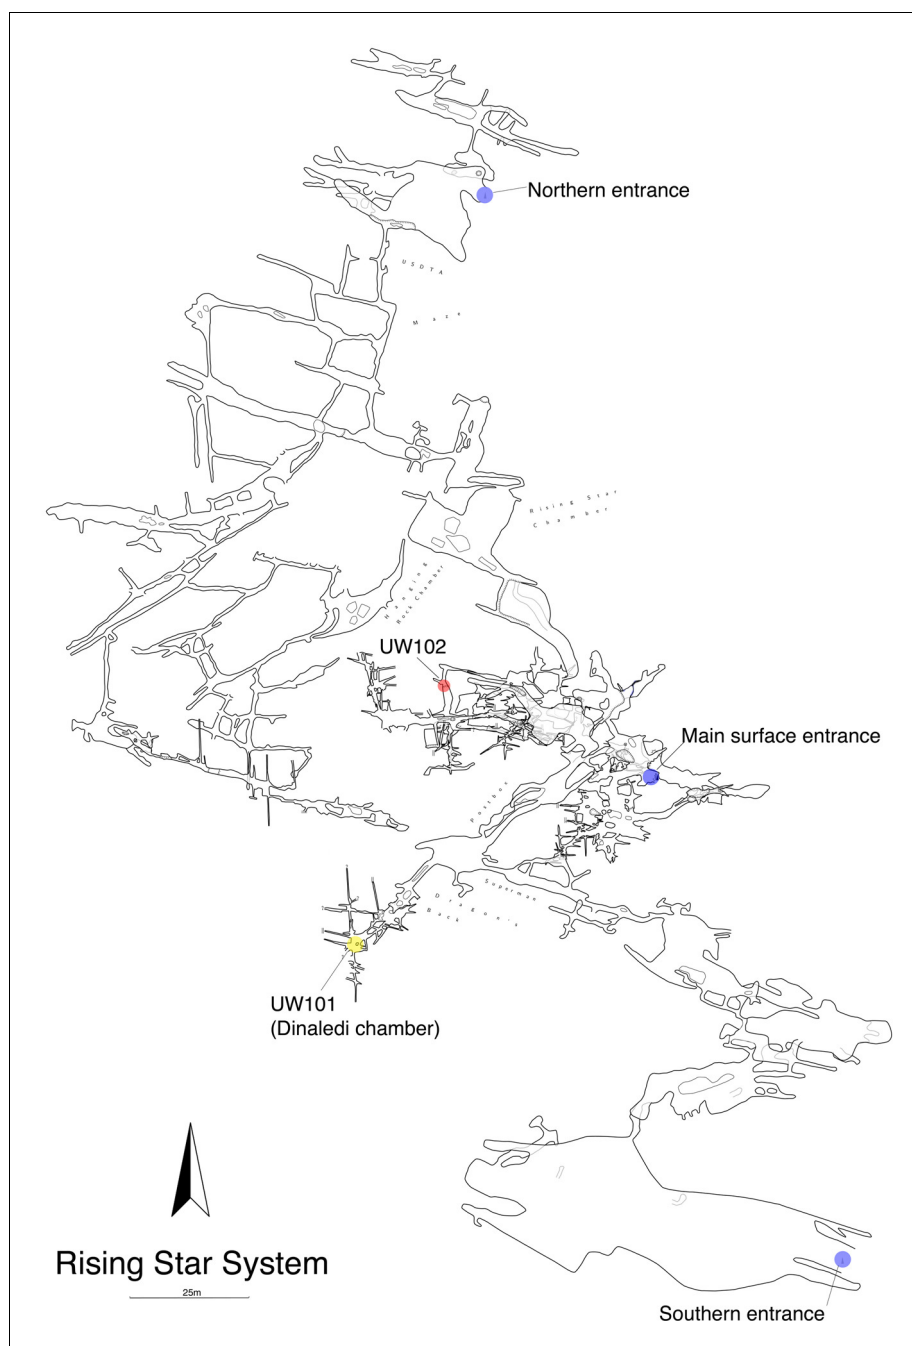 Northern entrance
USDTA
Maze
Rising Star
Chamber
Hanging
Rock Chamber
UW102
Main surface entrance
Postbox
Superman
Dragon's
Back
UW101
(Dinaledi chamber)
Rising Star System
25m
Southern entrance